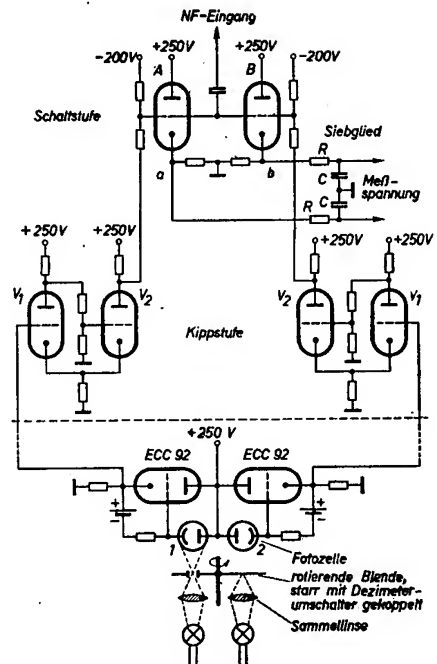 NF-Eingang
-200V
+250V
+250V
-200V
A
B
Schaltstufe
Siebglied
R
a
b
C
Meß-
spannung
C
R
+250V
+250V
+250V
+250V
V1
V2
V2
V1
Kippstufe
+250 V
ECC 92
ECC 92
+
−
+
−
1
2
Fotozelle
rotierende Blende,
starr mit Dezimeter-
umschalter gekoppelt
Sammellinse